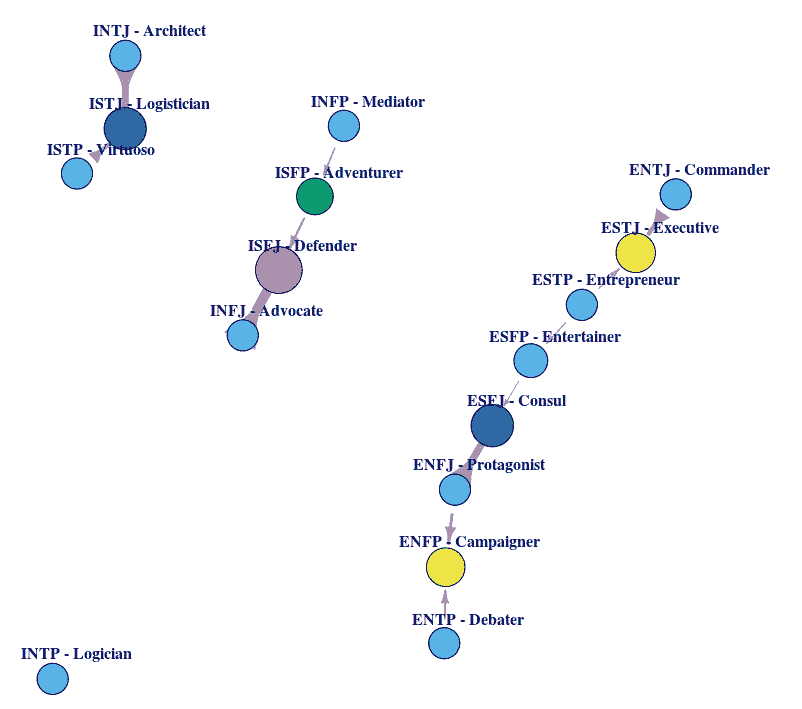 INTJ - Architect
ISTJ - Logistician
ISTP - Virtuoso
INFP - Mediator
ISFP - Adventurer
ISFJ - Defender
INFJ - Advocate
ENTJ - Commander
ESTJ - Executive
ESTP - Entrepreneur
ESFP - Entertainer
ESFJ - Consul
ENFJ - Protagonist
ENFP - Campaigner
ENTP - Debater
INTP - Logician